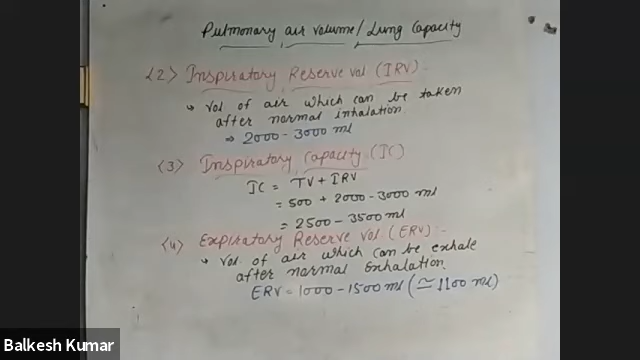 Pulmonary air volume/Lung Capacity
(2) Inspiratory Reserve vol (IRV) :-
↳ Vol. of air which can be taken
after normal inhalation
⇒ 2000 - 3000 ml
(3) Inspiratory Capacity (IC)
IC = TV + IRV
= 500 + 2000 - 3000 ml
= 2500 - 3500 ml
(4) Expiratory Reserve Vol (ERV) :-
↳ Vol. of air which can be exhale
after normal Exhalation.
ERV = 1000 - 1500 ml (≅ 1100 ml)
Balkesh Kumar